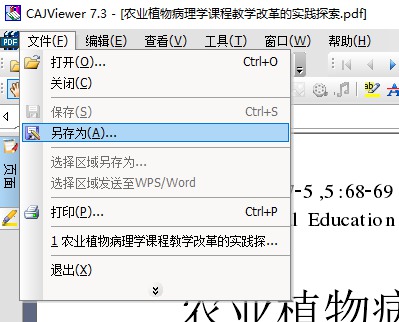 CAJViewer 7.3 - [农业植物病理学课程教学改革的实践探索.pdf]
文件(F) 编辑(E) 查看(V) 工具(T) 窗口(W) 帮助(H)
PDF
打开(O)... Ctrl+O
关闭(C)
保存(S) Ctrl+S
另存为(A)...
选择区域另存为...
选择区域发送至WPS/Word
打印(P)... Ctrl+P
1 农业植物病理学课程教学改革的实践探...
退出(X)
页面
7-5 ,5 :68-69
l Education
农业植物病